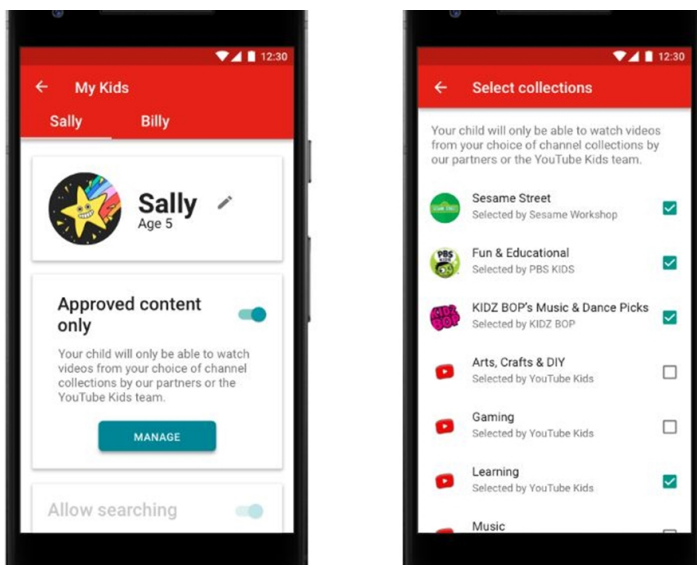 12:30
My Kids
Sally
Billy
Sally
Age 5
Approved content
only
Your child will only be able to watch
videos from your choice of channel
collections by our partners or the
YouTube Kids team.
MANAGE
Allow searching
12:30
Select collections
Your child will only be able to watch videos
from your choice of channel collections by
our partners or the YouTube Kids team.
Sesame Street
Selected by Sesame Workshop
PBS
KIDS
Fun & Educational
Selected by PBS KIDS
KIDZ
BOP
KIDZ BOP's Music & Dance Picks
Selected by KIDZ BOP
Arts, Crafts & DIY
Selected by YouTube Kids
Gaming
Selected by YouTube Kids
Learning
Selected by YouTube Kids
Music